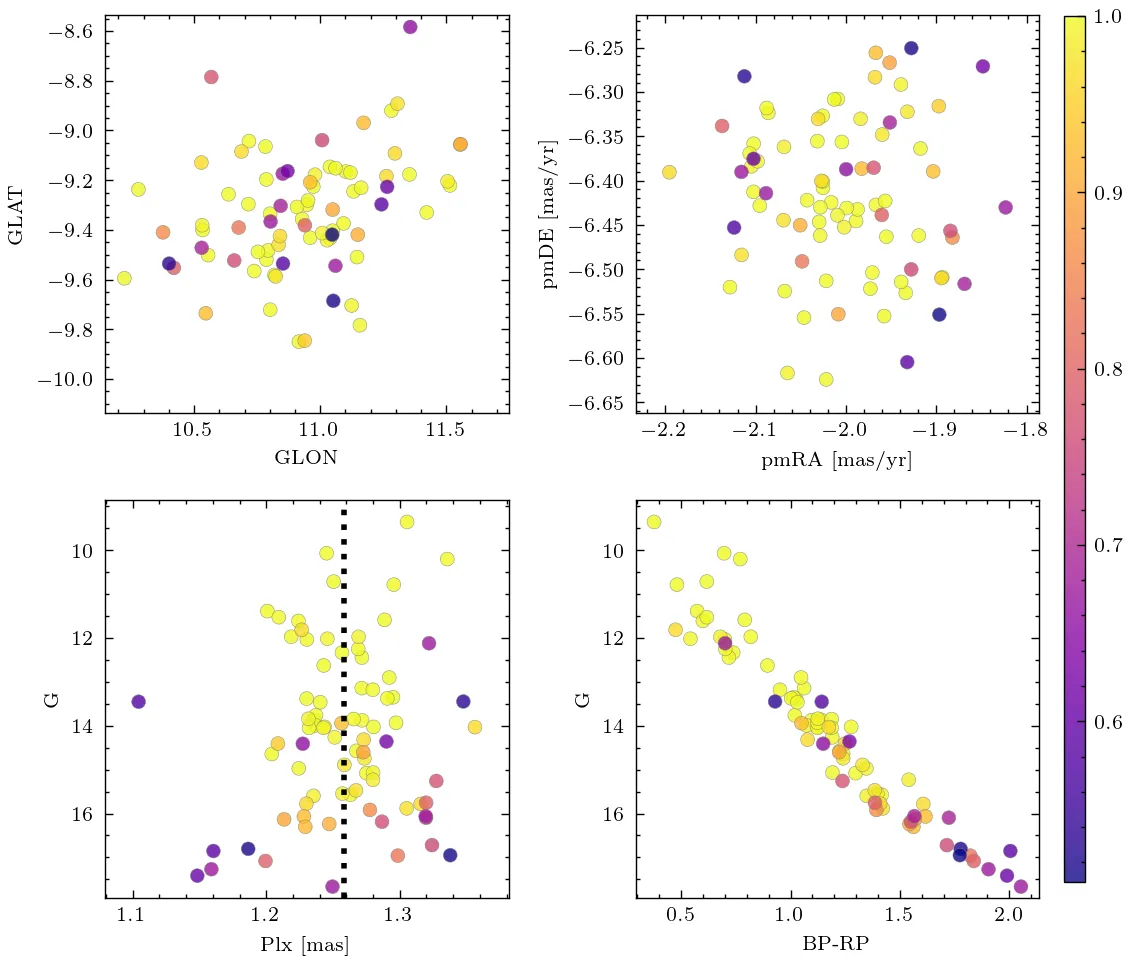 −8.6
−8.8
−9.0
−9.2
−9.4
−9.6
−9.8
−10.0
GLAT
10.5 11.0 11.5
GLON
−6.25
−6.30
−6.35
−6.40
−6.45
−6.50
−6.55
−6.60
−6.65
pmDE [mas/yr]
−2.2 −2.1 −2.0 −1.9 −1.8
pmRA [mas/yr]
10
12
14
16
G
1.1 1.2 1.3
Plx [mas]
10
12
14
16
G
0.5 1.0 1.5 2.0
BP-RP
1.0
0.9
0.8
0.7
0.6